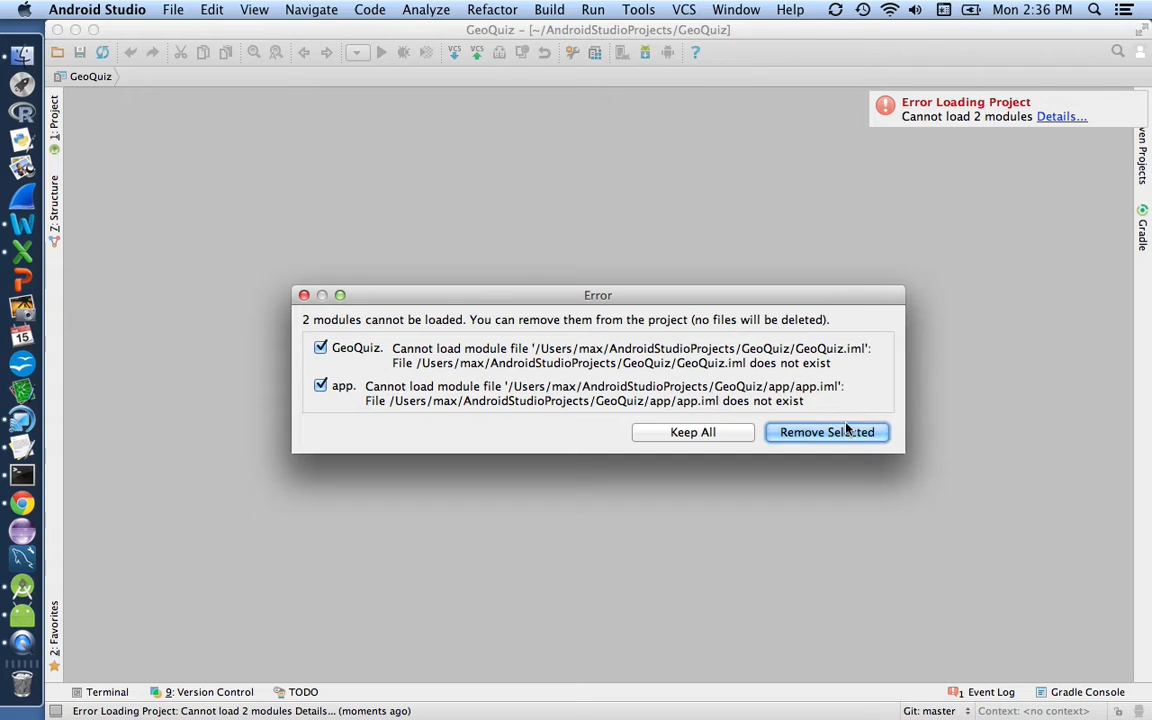 Android Studio File Edit View Navigate Code Analyze Refactor Build Run Tools VCS Window Help Mon 2:36 PM
GeoQuiz – [~/AndroidStudioProjects/GeoQuiz]
VCS VCS ?
GeoQuiz
Error Loading Project
Cannot load 2 modules Details...
1: Project
Z: Structure
2: Favorites
ven Projects
Gradle
Error
2 modules cannot be loaded. You can remove them from the project (no files will be deleted).
GeoQuiz. Cannot load module file '/Users/max/AndroidStudioProjects/GeoQuiz/GeoQuiz.iml':
File /Users/max/AndroidStudioProjects/GeoQuiz/GeoQuiz.iml does not exist
app. Cannot load module file '/Users/max/AndroidStudioProjects/GeoQuiz/app/app.iml':
File /Users/max/AndroidStudioProjects/GeoQuiz/app/app.iml does not exist
Keep All Remove Selected
Terminal 9: Version Control TODO 1 Event Log Gradle Console
Error Loading Project: Cannot load 2 modules Details... (moments ago) Git: master Context: <no context>